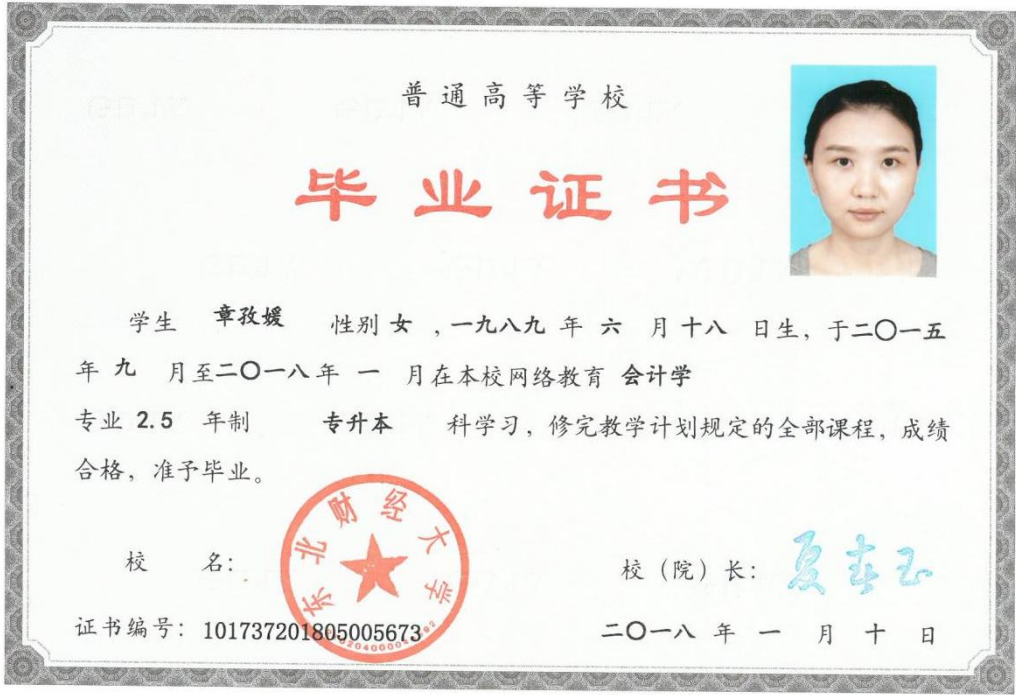 普通高等学校
毕业证书
学生 章孜媛 性别 女 ，一九八九 年 六 月 十八 日生，于二〇一五
年 九 月至二〇一八年 一 月在本校网络教育 会计学
专业 2.5 年制 专升本 科学习，修完教学计划规定的全部课程，成绩
合格，准予毕业。
东北财经大学
校 名：
校（院）长：夏春玉
证书编号：101737201805005673
二〇一八 年 一 月 十 日